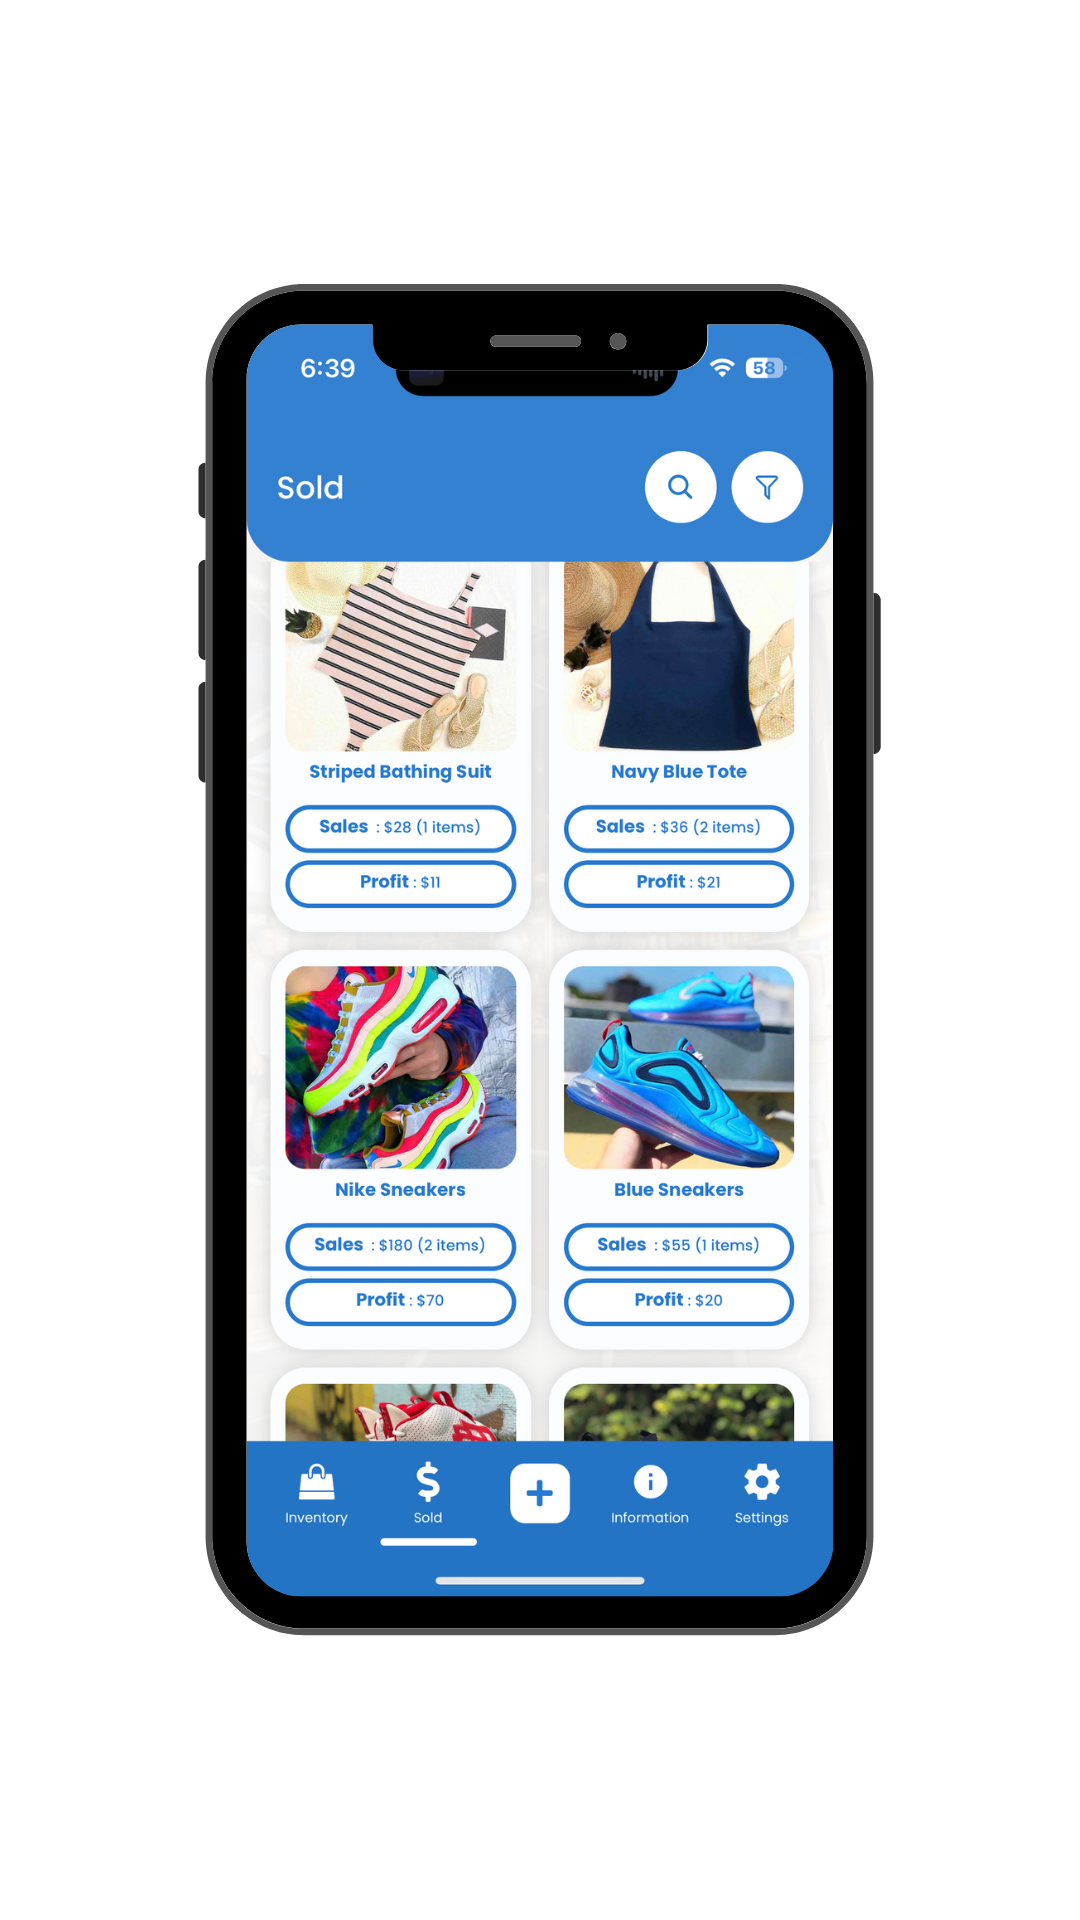 6:39
58
Sold
Striped Bathing Suit
Navy Blue Tote
Sales : $28 (1 items)
Sales : $36 (2 items)
Profit : $11
Profit : $21
Nike Sneakers
Blue Sneakers
Sales : $180 (2 items)
Sales : $55 (1 items)
Profit : $70
Profit : $20
Inventory
Sold
Information
Settings